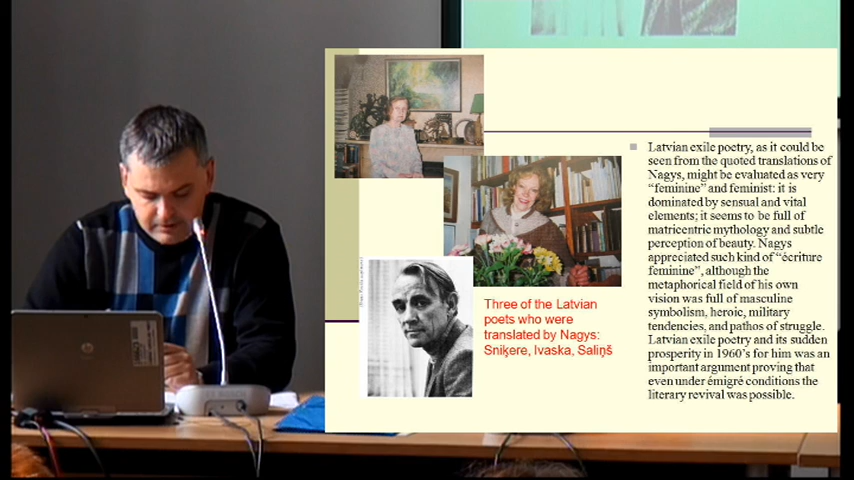 Latvian exile poetry, as it could be
seen from the quoted translations of
Nagys, might be evaluated as very
“feminine” and feminist: it is
dominated by sensual and vital
elements; it seems to be full of
matricentric mythology and subtle
perception of beauty. Nagys
appreciated such kind of “écriture
feminine”, although the
metaphorical field of his own
vision was full of masculine
symbolism, heroic, military
tendencies, and pathos of struggle.
Latvian exile poetry and its sudden
prosperity in 1960’s for him was an
important argument proving that
even under émigré conditions the
literary revival was possible.
Three of the Latvian
poets who were
translated by Nagys:
Sniķere, Ivaska, Saliņš